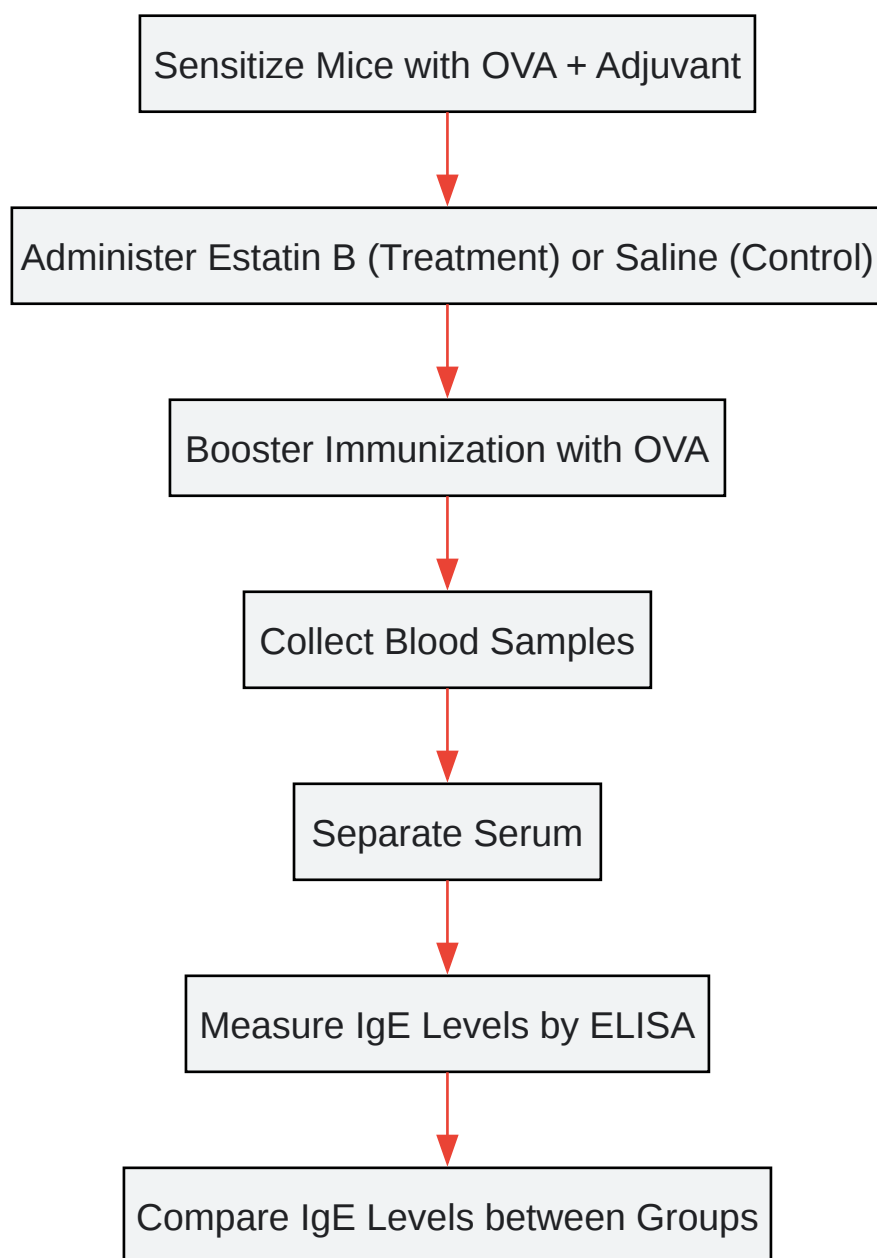 Sensitize Mice with OVA + Adjuvant
Administer Estatin B (Treatment) or Saline (Control)
Booster Immunization with OVA
Collect Blood Samples
Separate Serum
Measure IgE Levels by ELISA
Compare IgE Levels between Groups